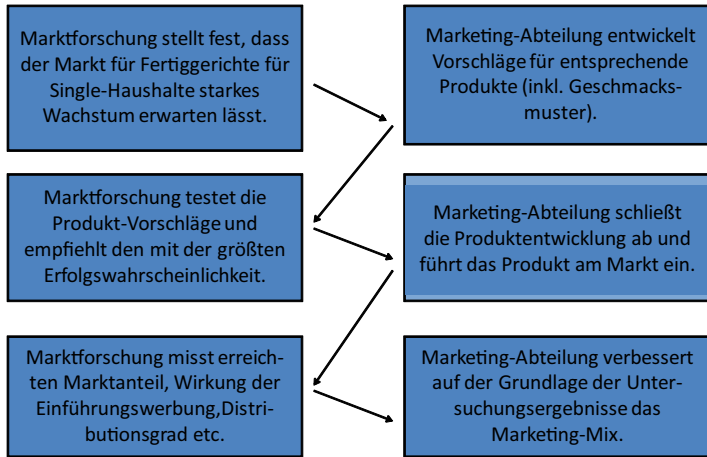 Marktforschung stellt fest, dass
der Markt für Fertiggerichte für
Single-Haushalte starkes
Wachstum erwarten lässt.
Marketing-Abteilung entwickelt
Vorschläge für entsprechende
Produkte (inkl. Geschmacks-
muster).
Marktforschung testet die
Produkt-Vorschläge und
empfiehlt den mit der größten
Erfolgswahrscheinlichkeit.
Marketing-Abteilung schließt
die Produktentwicklung ab und
führt das Produkt am Markt ein.
Marktforschung misst erreich-
ten Marktanteil, Wirkung der
Einführungswerbung,Distri-
butionsgrad etc.
Marketing-Abteilung verbessert
auf der Grundlage der Unter-
suchungsergebnisse das
Marketing-Mix.